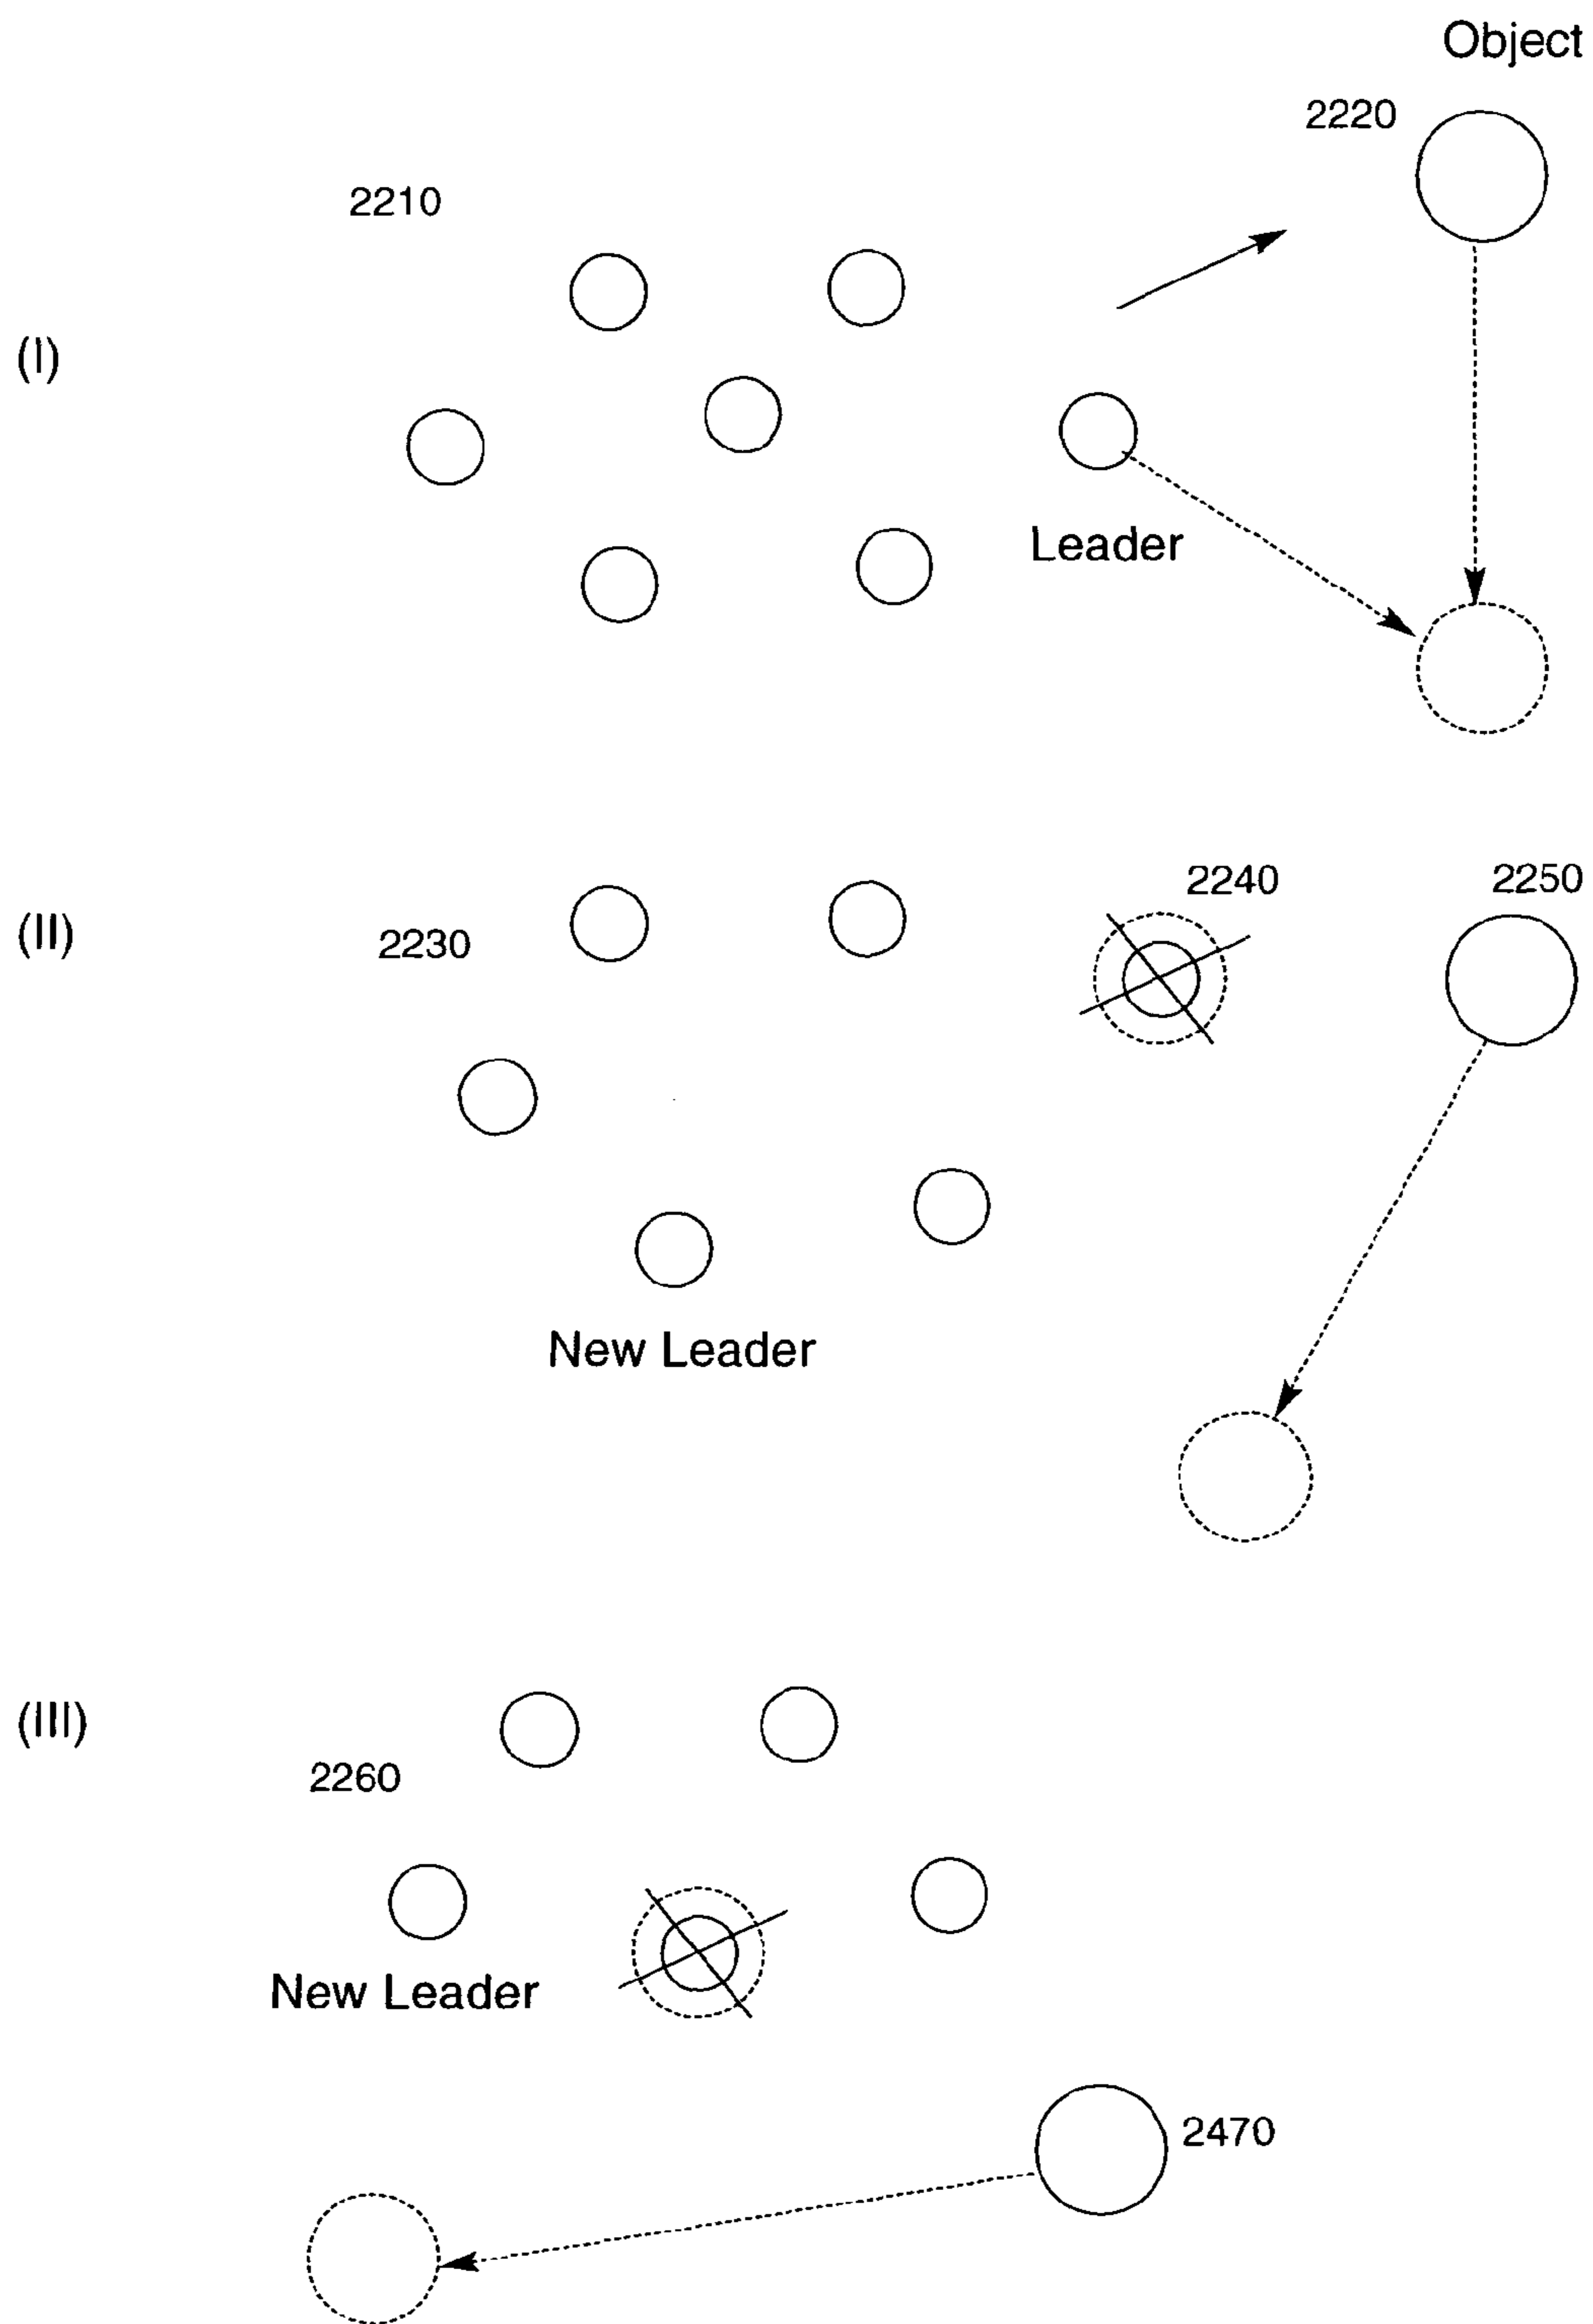 Object
2220
2210
(I)
Leader
2240
2250
(II)
2230
New Leader
(III)
2260
New Leader
2470